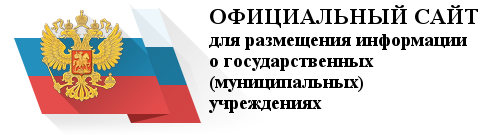 ОФИЦИАЛЬНЫЙ САЙТ
для размещения информации
о государственных
(муниципальных)
учреждениях